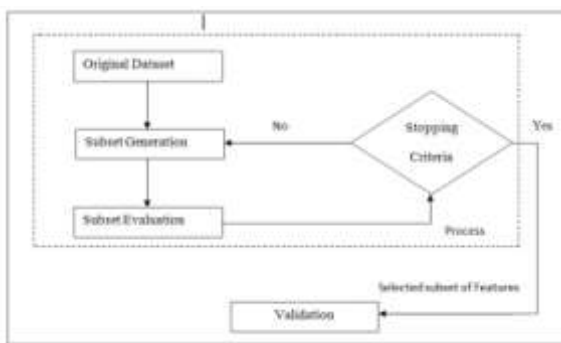 Original Dataset
No
Stopping
Criteria
Yes
Subset Generation
Subset Evaluation
Process
Selected subset of Features
Validation